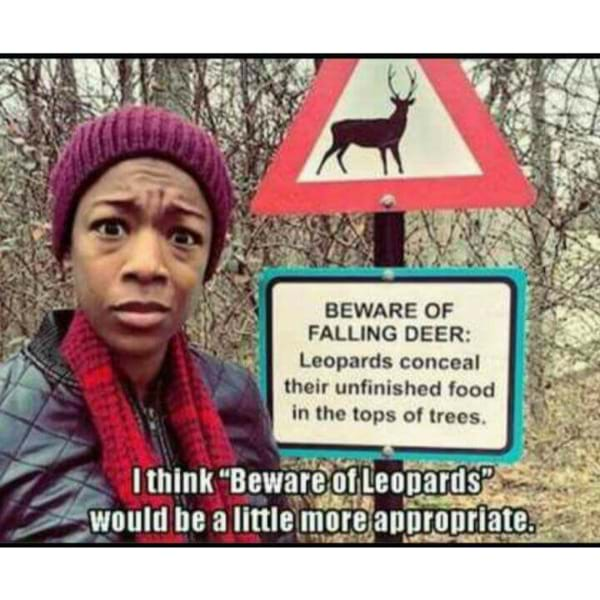 BEWARE OF
FALLING DEER:
Leopards conceal
their unfinished food
in the tops of trees.
I think "Beware of Leopards"
would be a little more appropriate.